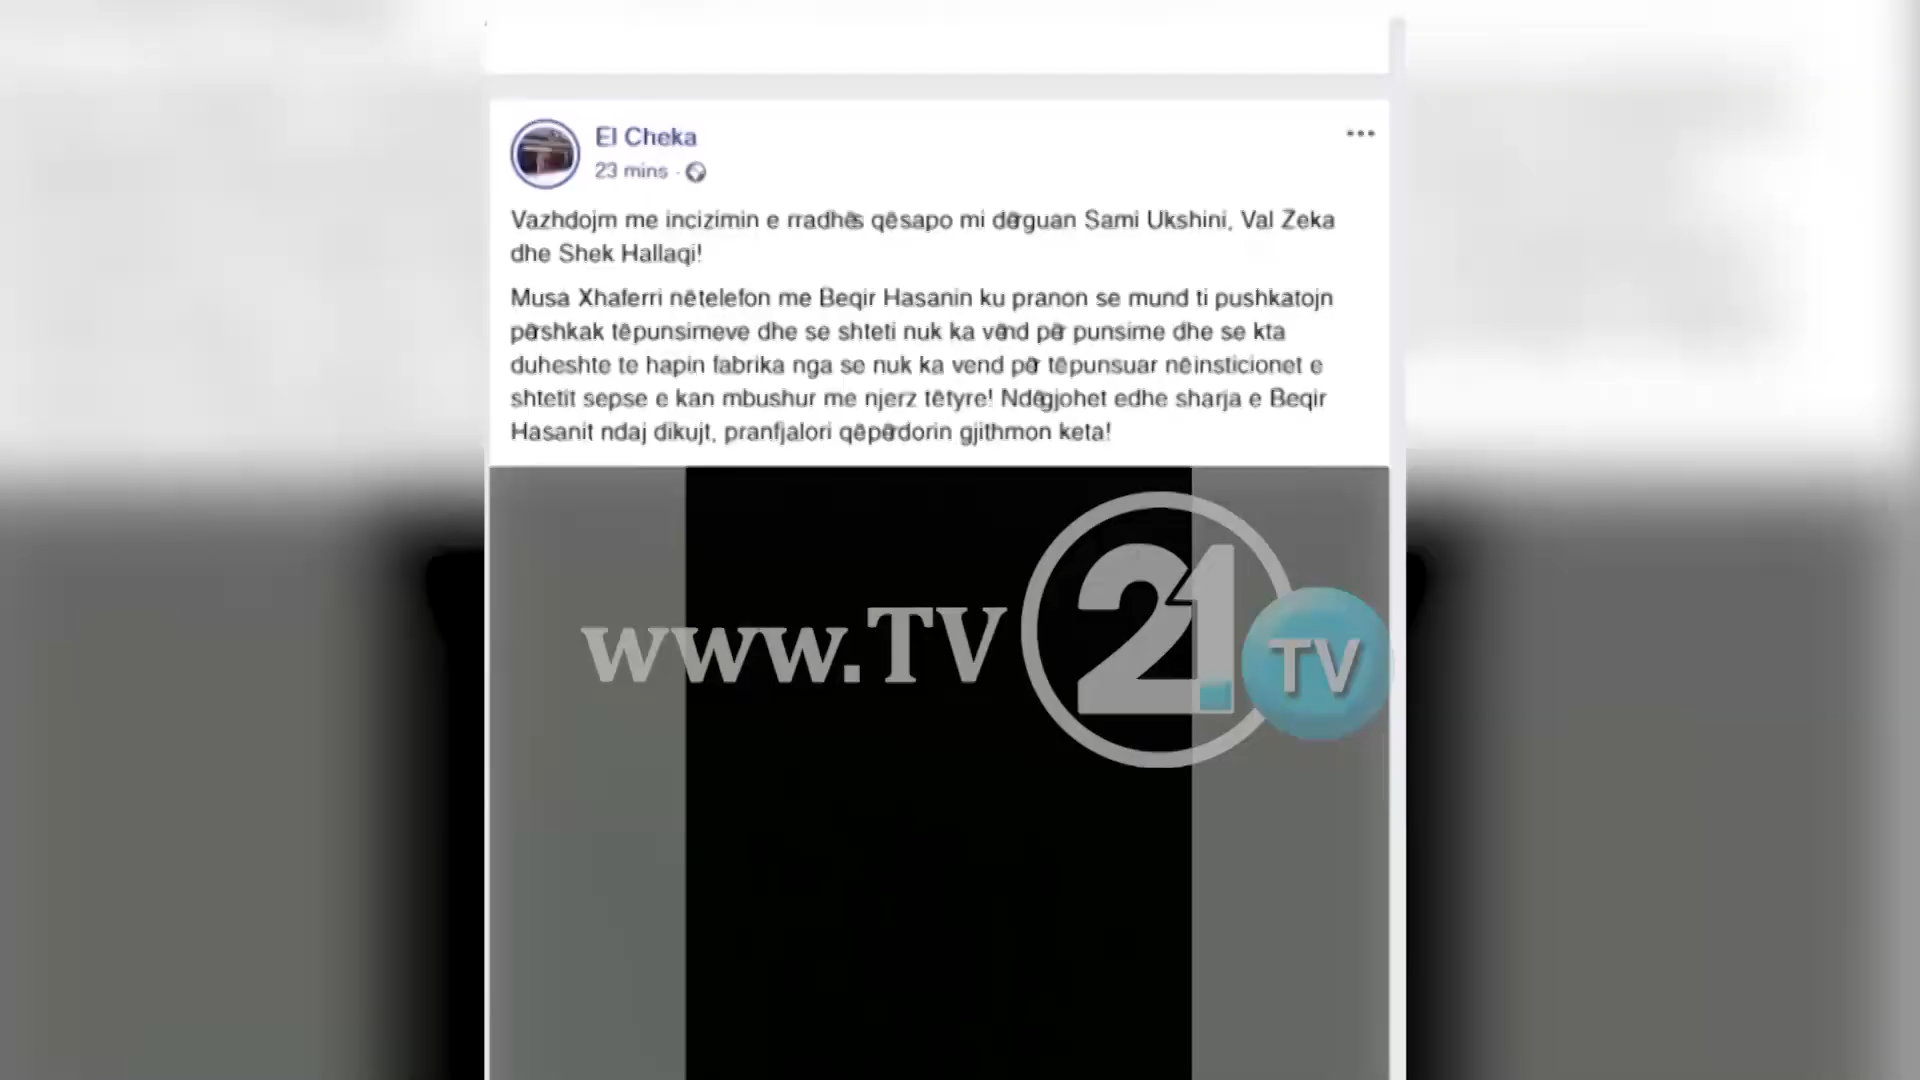 El Cheka
23 mins ·
Vazhdojm me incizimin e rradhës qësapo mi dërguan Sami Ukshini, Val Zeka
dhe Shek Hallaqi!
Musa Xhaferri nëtelefon me Beqir Hasanin ku pranon se mund ti pushkatojn
përshkak tëpunsimeve dhe se shteti nuk ka vënd për punsime dhe se kta
duheshte te hapin fabrika nga se nuk ka vend për tëpunsuar nëinsticionet e
shtetit sepse e kan mbushur me njerz tëtyre! Ndëgjohet edhe sharja e Beqir
Hasanit ndaj dikujt, pranfjalori qëpërdorin gjithmon keta!
www.TV 21 TV